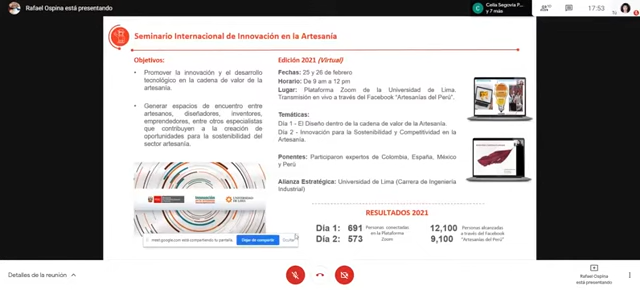 Rafael Ospina está presentando
Celia Segovia P...
y 7 más
17:53
Seminario Internacional de Innovación en la Artesanía
Objetivos:
Promover la innovación y el desarrollo
tecnológico en la cadena de valor de la
artesanía.
Generar espacios de encuentro entre
artesanos, diseñadores, inventores,
emprendedores, entre otros especialistas
que contribuyen a la creación de
oportunidades para la sostenibilidad del
sector artesanía.
meet.google.com está compartiendo tu pantalla.
Dejar de compartir
Ocultar
Edición 2021 (Virtual)
Fechas: 25 y 26 de febrero
Horario: De 9 am a 12 pm
Lugar: Plataforma Zoom de la Universidad de Lima.
Transmisión en vivo a través del Facebook "Artesanías del Perú".
Temáticas:
Día 1 - El Diseño dentro de la cadena de valor de la Artesanía.
Día 2 - Innovación para la Sostenibilidad y Competitividad en la
Artesanía.
Ponentes: Participaron expertos de Colombia, España, México
y Perú
Alianza Estratégica: Universidad de Lima (Carrera de Ingeniería
Industrial)
RESULTADOS 2021
Día 1: 691
Día 2: 573
Personas conectadas
en la Plataforma
Zoom
12,100
9,100
Personas alcanzadas
a través del Facebook
"Artesanías del Perú"
Detalles de la reunión
Rafael Ospina
está presentando